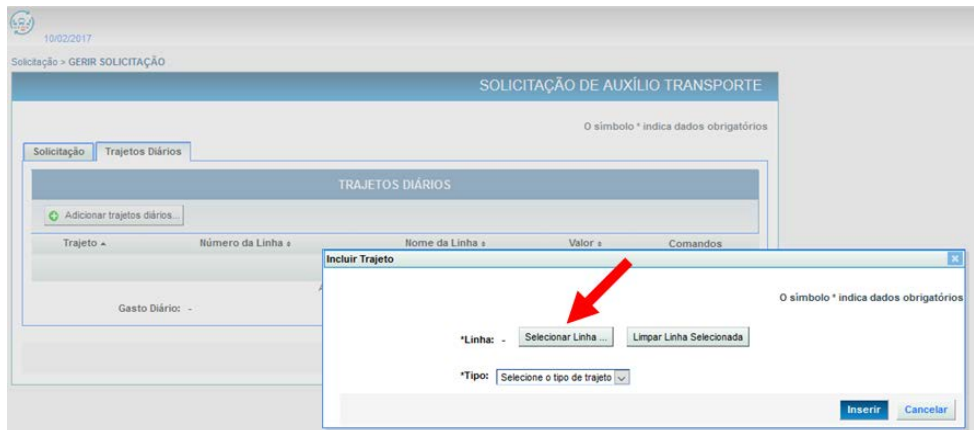 10/02/2017
Solicitação > GERIR SOLICITAÇÃO
SOLICITAÇÃO DE AUXÍLIO TRANSPORTE
O símbolo * indica dados obrigatórios
Solicitação Trajetos Diários
TRAJETOS DIÁRIOS
Adicionar trajetos diários...
Trajeto Número da Linha Nome da Linha Valor Comandos
Gasto Diário: -
Incluir Trajeto
O símbolo * indica dados obrigatórios
*Linha: - Selecionar Linha ... Limpar Linha Selecionada
*Tipo: Selecione o tipo de trajeto
Inserir Cancelar